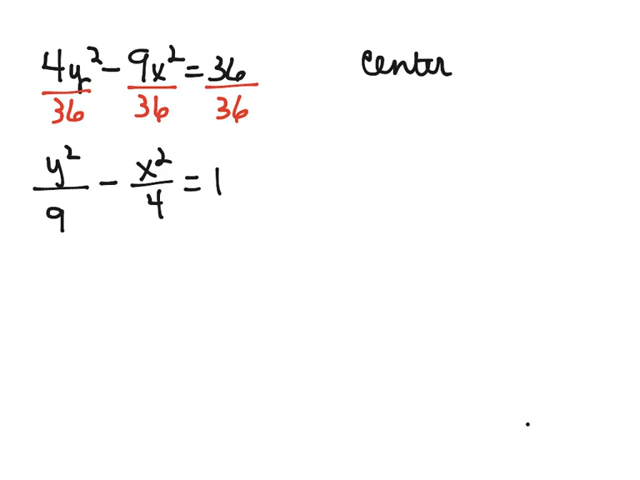 4y² - 9x² = 36
36 36 36
y²/9 - x²/4 = 1
center